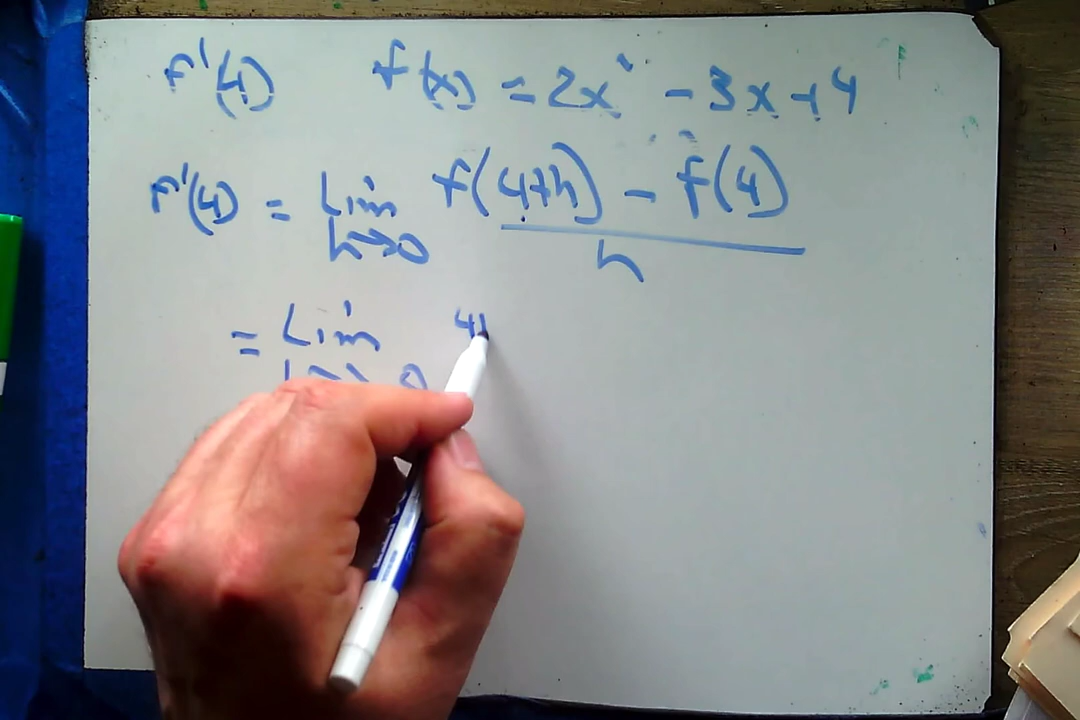 f'(4) f(x) = 2x² - 3x + 4
f'(4) = Lim f(4+h) - f(4)
h→0 h
= Lim 4
h→0